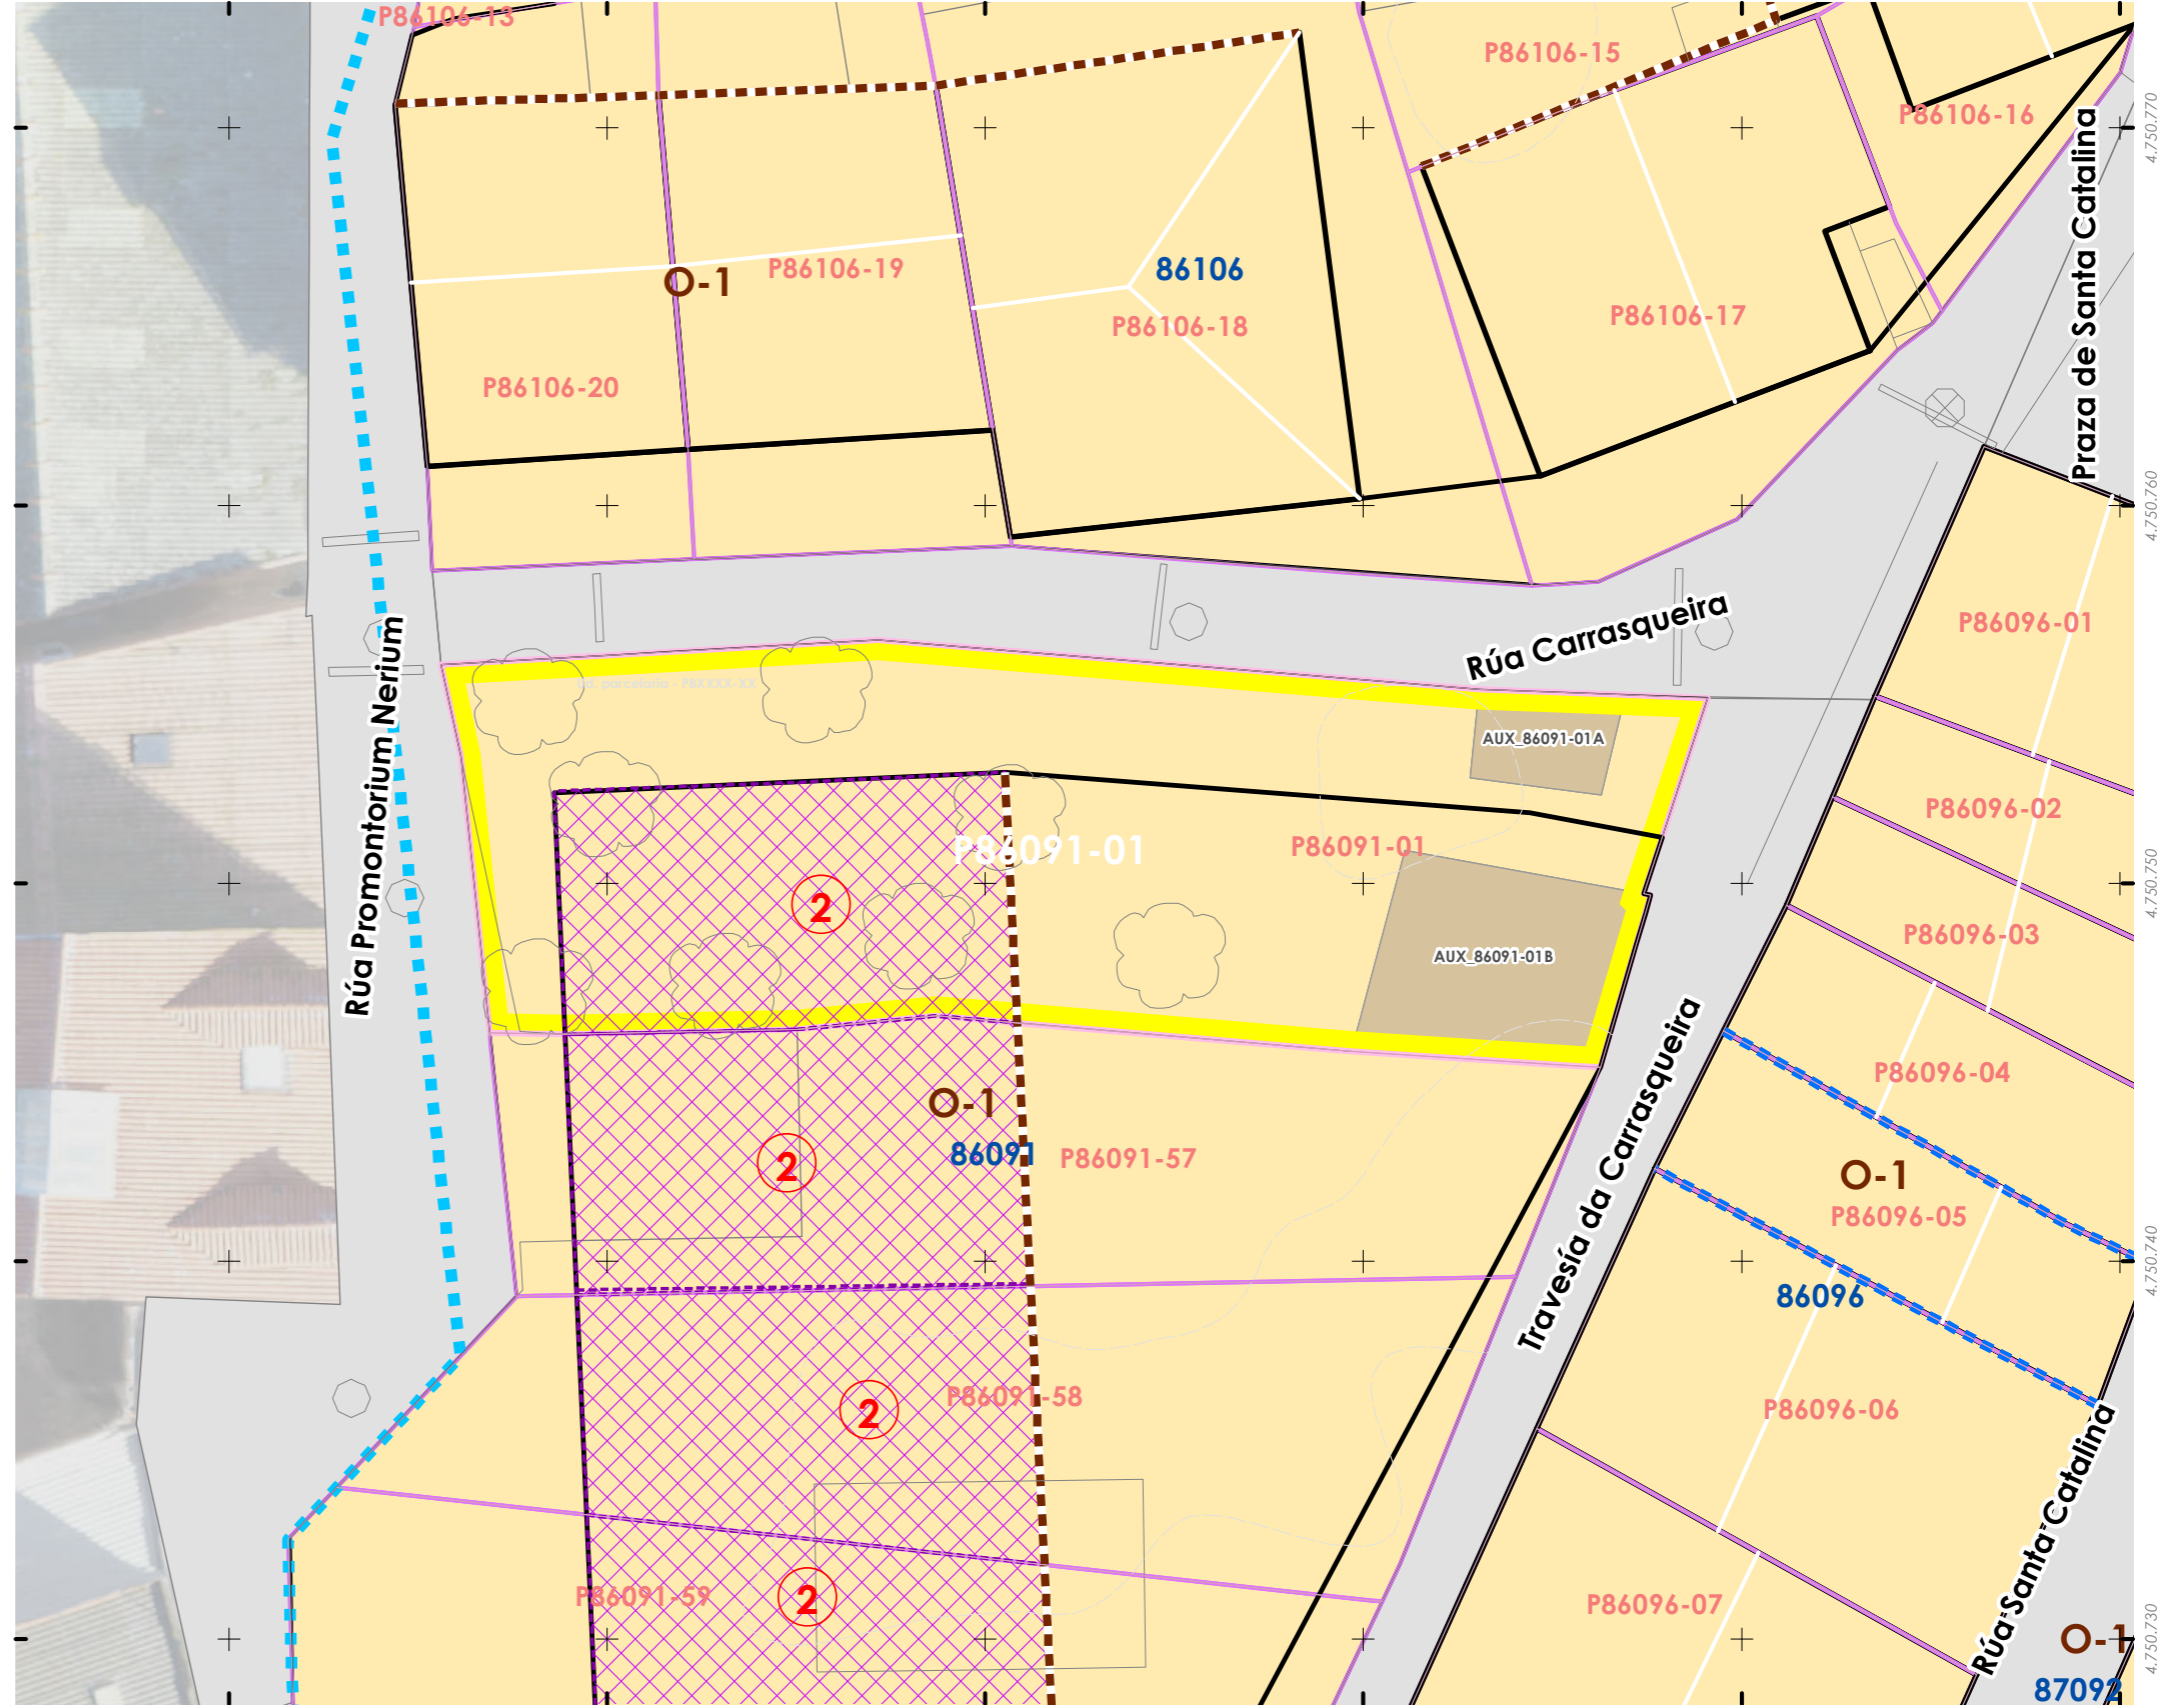 P86106-13
P86106-15
P86106-16
4.750.770
Praza de Santa Catalina
P86106-19
O-1
86106
P86106-18
P86106-17
P86106-20
4.750.760
Rúa Carrasqueira
P86096-01
Rúa Promontorium Nerium
Ud. parcelaria - P8XXXX-XX
AUX_86091-01A
P86096-02
P86091-01
P86091-01
2
4.750.750
P86096-03
AUX_86091-01B
P86096-04
O-1
86091
P86091-57
2
Travesía da Carrasqueira
O-1
P86096-05
4.750.740
86096
P86091-58
2
P86096-06
Rúa Santa Catalina
P86091-59
2
P86096-07
4.750.730
O-1
87092